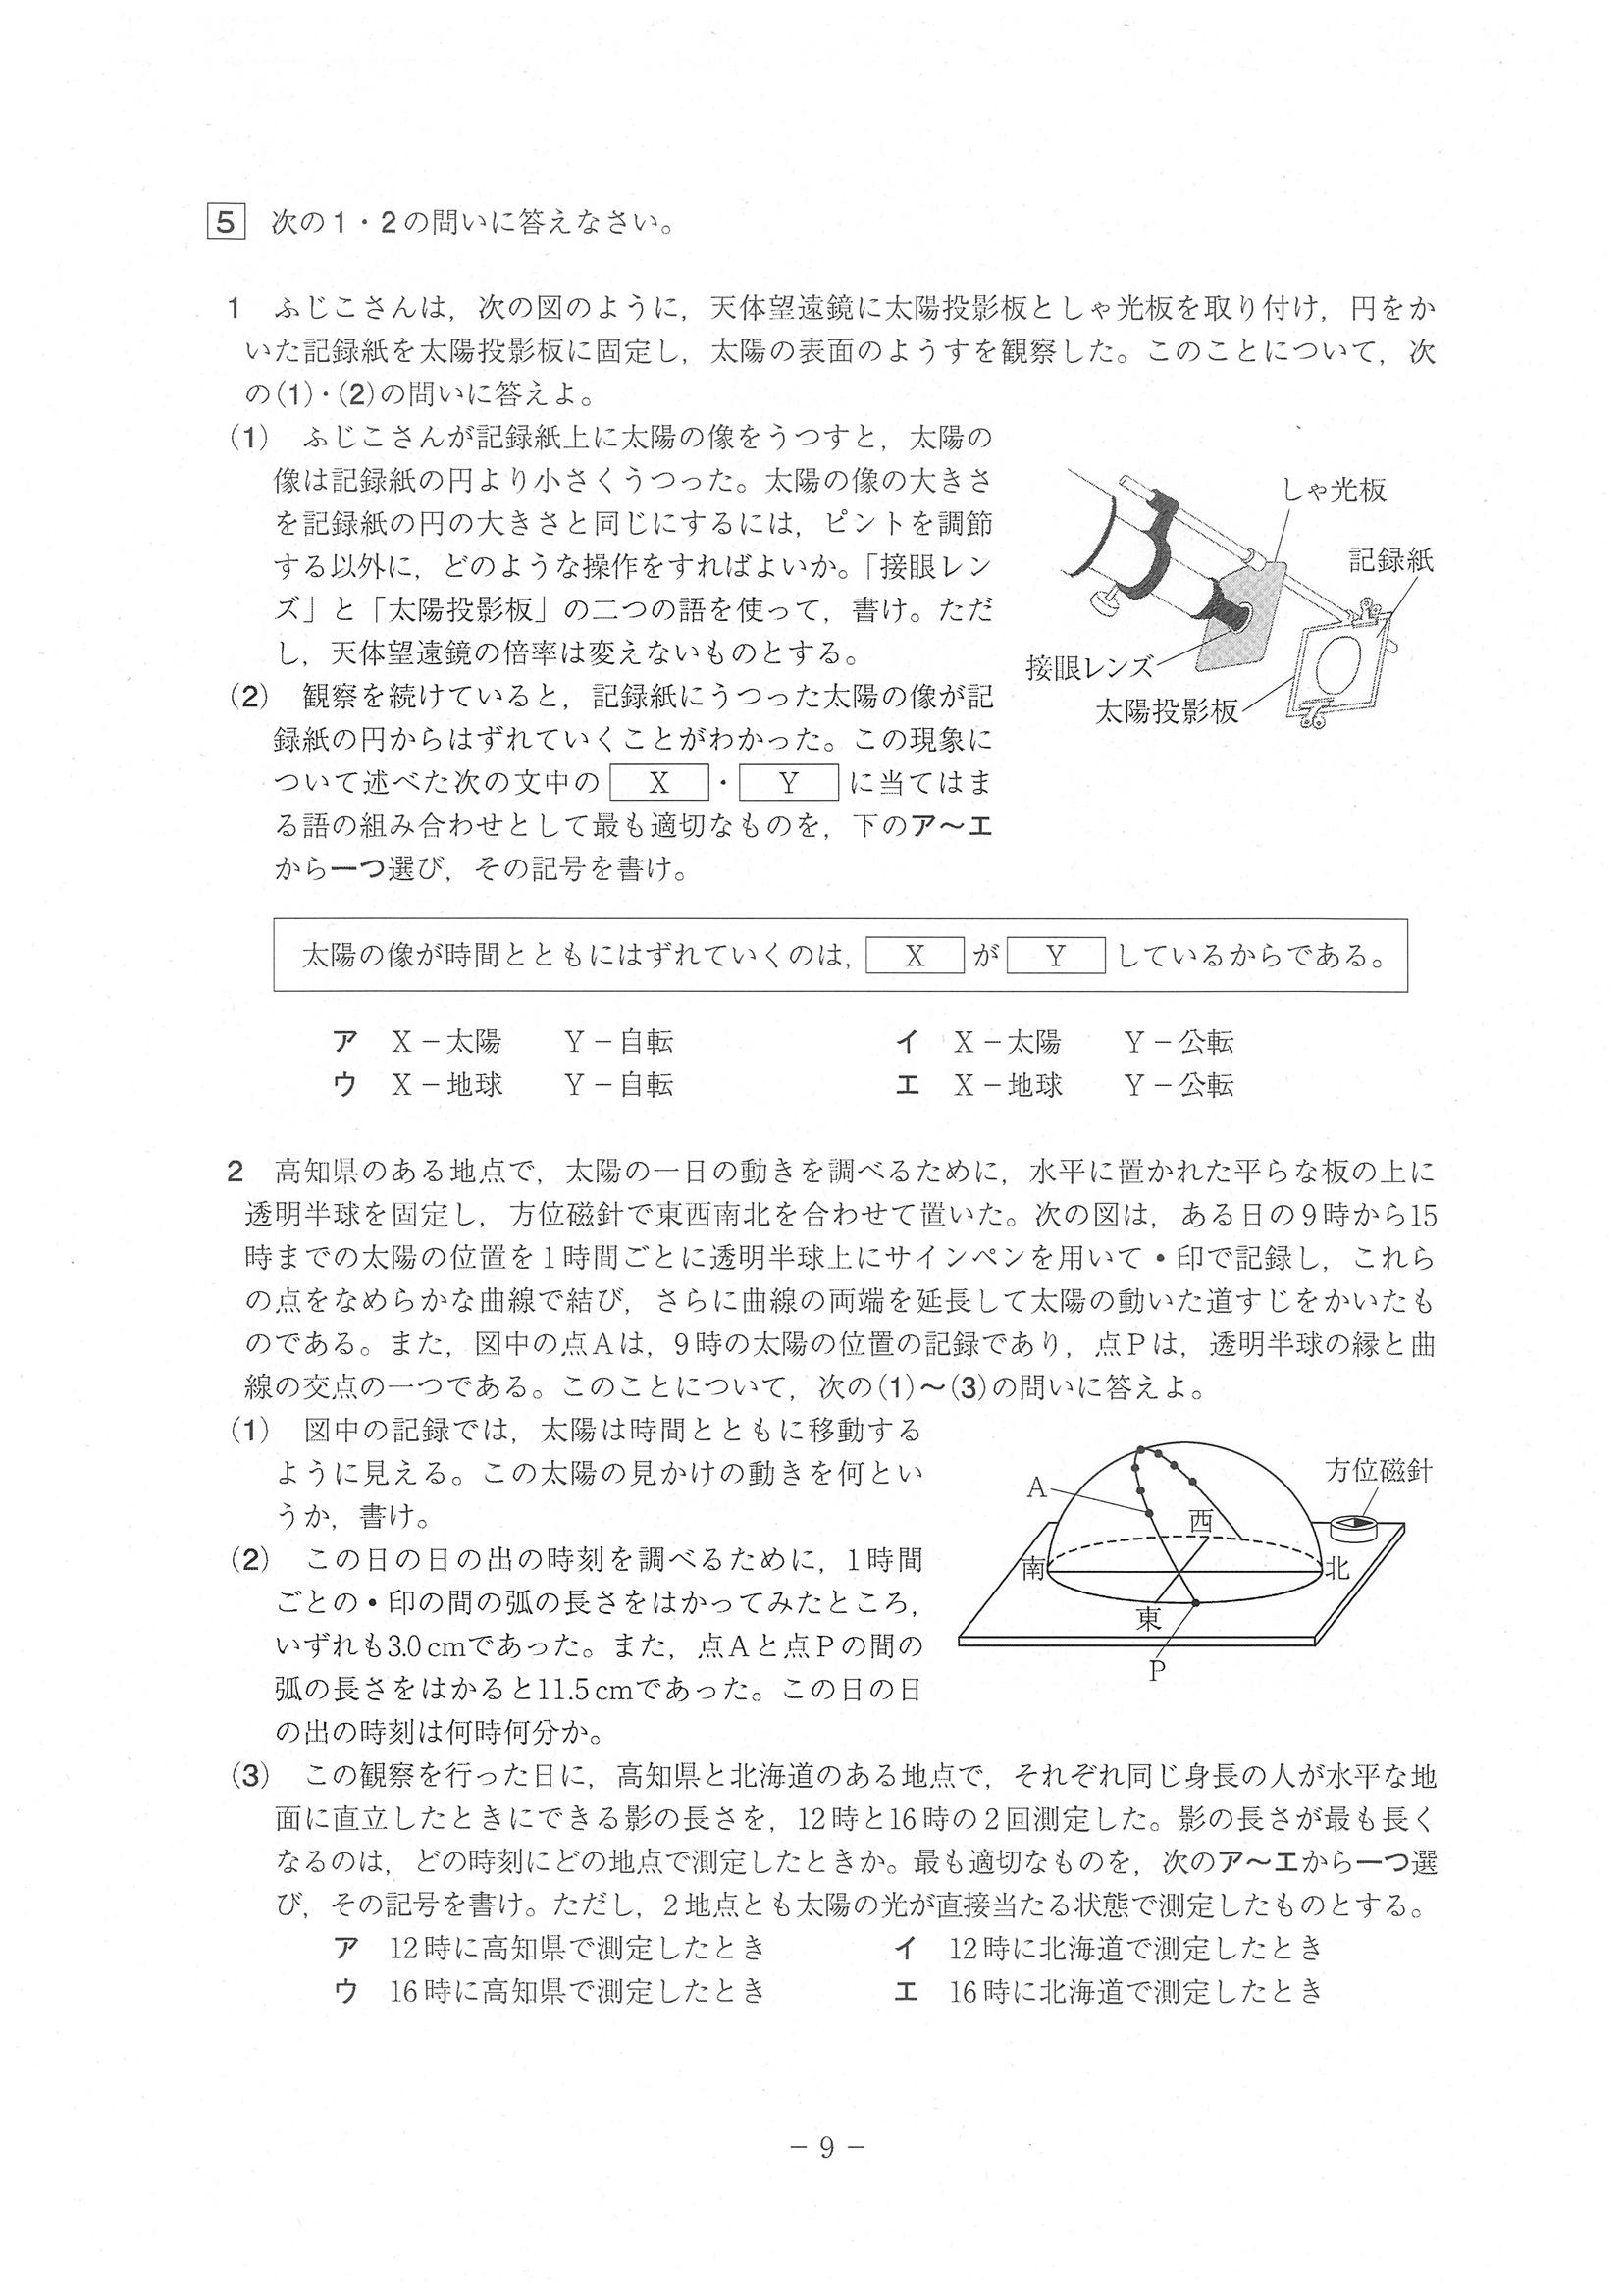 5 次の1・2の問いに答えなさい。
1 ふじこさんは，次の図のように，天体望遠鏡に太陽投影板としゃ光板を取り付け，円をか
いた記録紙を太陽投影板に固定し，太陽の表面のようすを観察した。このことについて，次
の(1)・(2)の問いに答えよ。
(1) ふじこさんが記録紙上に太陽の像をうつすと，太陽の
像は記録紙の円より小さくうつった。太陽の像の大きさ
を記録紙の円の大きさと同じにするには，ピントを調節
する以外に，どのような操作をすればよいか。「接眼レン
ズ」と「太陽投影板」の二つの語を使って，書け。ただ
し，天体望遠鏡の倍率は変えないものとする。
しゃ光板
記録紙
接眼レンズ
太陽投影板
(2) 観察を続けていると，記録紙にうつった太陽の像が記
録紙の円からはずれていくことがわかった。この現象に
ついて述べた次の文中の X ・ Y に当てはま
る語の組み合わせとして最も適切なものを，下のア～エ
から一つ選び，その記号を書け。
太陽の像が時間とともにはずれていくのは， X が Y しているからである。
ア X－太陽 Y－自転 イ X－太陽 Y－公転
ウ X－地球 Y－自転 エ X－地球 Y－公転
2 高知県のある地点で，太陽の一日の動きを調べるために，水平に置かれた平らな板の上に
透明半球を固定し，方位磁針で東西南北を合わせて置いた。次の図は，ある日の9時から15
時までの太陽の位置を1時間ごとに透明半球上にサインペンを用いて・印で記録し，これら
の点をなめらかな曲線で結び，さらに曲線の両端を延長して太陽の動いた道すじをかいたも
のである。また，図中の点Aは，9時の太陽の位置の記録であり，点Pは，透明半球の縁と曲
線の交点の一つである。このことについて，次の(1)～(3)の問いに答えよ。
(1) 図中の記録では，太陽は時間とともに移動する
ように見える。この太陽の見かけの動きを何とい
うか，書け。
(2) この日の日の出の時刻を調べるために，1時間
ごとの・印の間の弧の長さをはかってみたところ，
いずれも3.0cmであった。また，点Aと点Pの間の
弧の長さをはかると11.5cmであった。この日の日
の出の時刻は何時何分か。
A
方位磁針
西
南
北
東
P
(3) この観察を行った日に，高知県と北海道のある地点で，それぞれ同じ身長の人が水平な地
面に直立したときにできる影の長さを，12時と16時の2回測定した。影の長さが最も長く
なるのは，どの時刻にどの地点で測定したときか。最も適切なものを，次のア～エから一つ選
び，その記号を書け。ただし，2地点とも太陽の光が直接当たる状態で測定したものとする。
ア 12時に高知県で測定したとき イ 12時に北海道で測定したとき
ウ 16時に高知県で測定したとき エ 16時に北海道で測定したとき
－9－